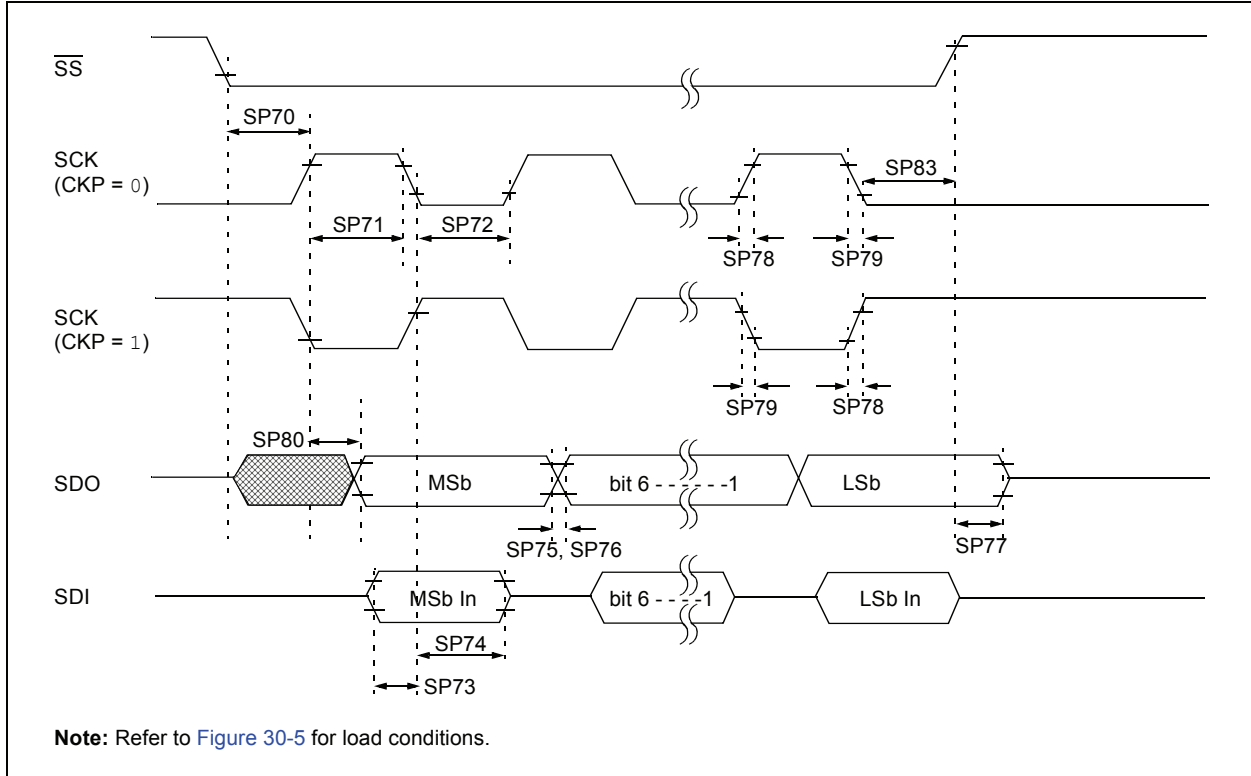 SS
SP70
SCK
(CKP = 0)
SP83
SP71
SP72
SP78
SP79
SCK
(CKP = 1)
SP79
SP78
SP80
SDO
MSb
bit 6 - - - - - - -1
LSb
SP75, SP76
SP77
SDI
MSb In
bit 6 - - - - -1
LSb In
SP74
SP73
Note: Refer to Figure 30-5 for load conditions.